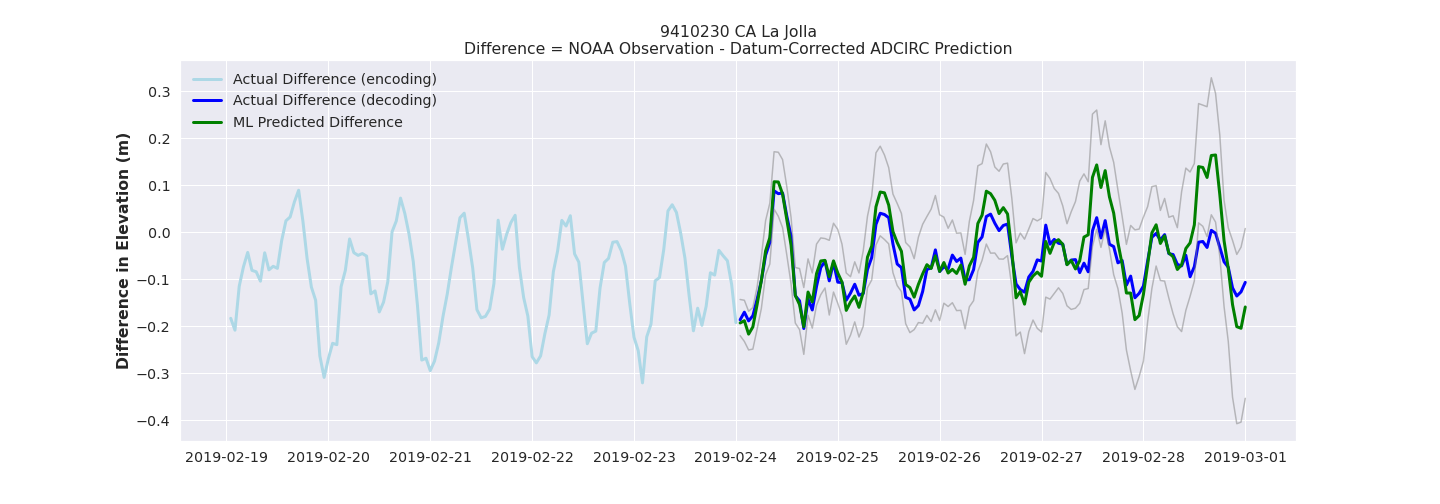 9410230 CA La Jolla
Difference = NOAA Observation - Datum-Corrected ADCIRC Prediction
Actual Difference (encoding)
Actual Difference (decoding)
ML Predicted Difference
Difference in Elevation (m)
0.3
0.2
0.1
0.0
−0.1
−0.2
−0.3
−0.4
2019-02-19 2019-02-20 2019-02-21 2019-02-22 2019-02-23 2019-02-24 2019-02-25 2019-02-26 2019-02-27 2019-02-28 2019-03-01